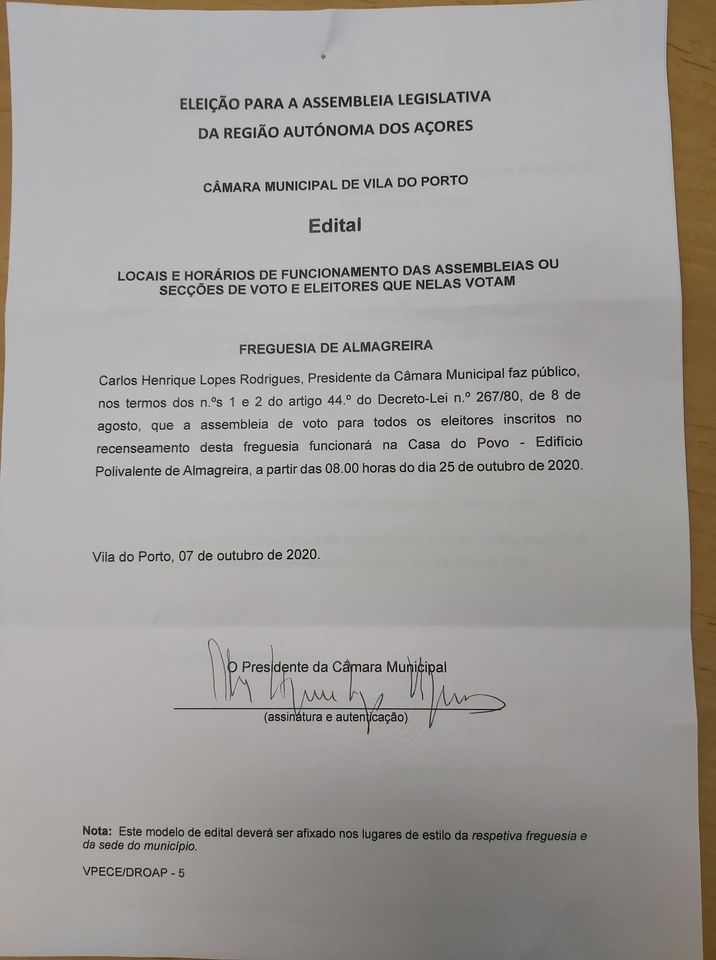 ELEIÇÃO PARA A ASSEMBLEIA LEGISLATIVA
DA REGIÃO AUTÓNOMA DOS AÇORES
CÂMARA MUNICIPAL DE VILA DO PORTO
Edital
LOCAIS E HORÁRIOS DE FUNCIONAMENTO DAS ASSEMBLEIAS OU
SECÇÕES DE VOTO E ELEITORES QUE NELAS VOTAM
FREGUESIA DE ALMAGREIRA
Carlos Henrique Lopes Rodrigues, Presidente da Câmara Municipal faz público,
nos termos dos n.ºs 1 e 2 do artigo 44.º do Decreto-Lei n.º 267/80, de 8 de
agosto, que a assembleia de voto para todos os eleitores inscritos no
recenseamento desta freguesia funcionará na Casa do Povo - Edifício
Polivalente de Almagreira, a partir das 08.00 horas do dia 25 de outubro de 2020.
Vila do Porto, 07 de outubro de 2020.
O Presidente da Câmara Municipal
(assinatura e autenticação)
Nota: Este modelo de edital deverá ser afixado nos lugares de estilo da respetiva freguesia e
da sede do município.
VPECE/DROAP - 5